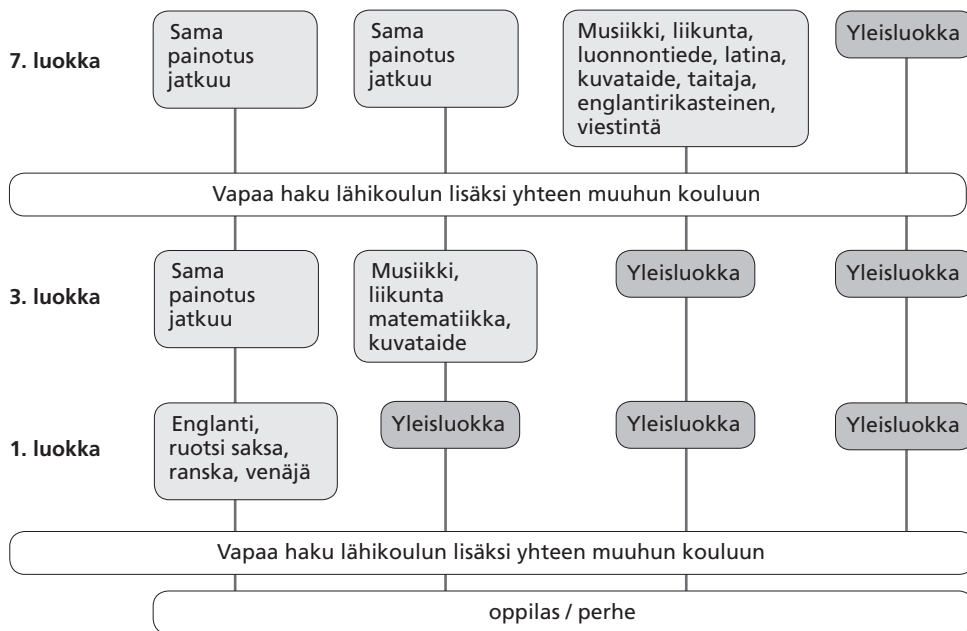 7. luokka
Sama
painotus
jatkuu
Sama
painotus
jatkuu
Musiikki, liikunta,
luonnontiede, latina,
kuvataide, taitaja,
englantirikasteinen,
viestintä
Yleisluokka
Vapaa haku lähikoulun lisäksi yhteen muuhun kouluun
3. luokka
Sama
painotus
jatkuu
Musiikki,
liikunta
matematiikka,
kuvataide
Yleisluokka
Yleisluokka
1. luokka
Englanti,
ruotsi saksa,
ranska, venäjä
Yleisluokka
Yleisluokka
Yleisluokka
Vapaa haku lähikoulun lisäksi yhteen muuhun kouluun
oppilas / perhe